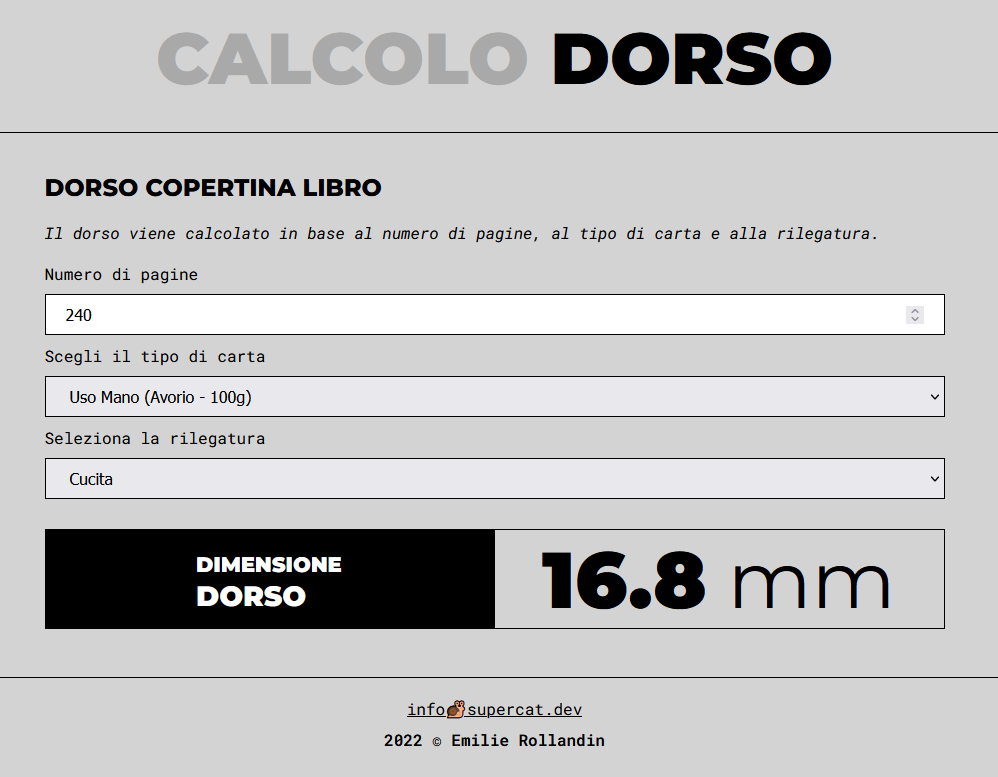 CALCOLO DORSO
DORSO COPERTINA LIBRO
Il dorso viene calcolato in base al numero di pagine, al tipo di carta e alla rilegatura.
Numero di pagine
240
Scegli il tipo di carta
Uso Mano (Avorio - 100g)
Seleziona la rilegatura
Cucita
DIMENSIONE
DORSO
16.8 mm
info🐌supercat.dev
2022 © Emilie Rollandin